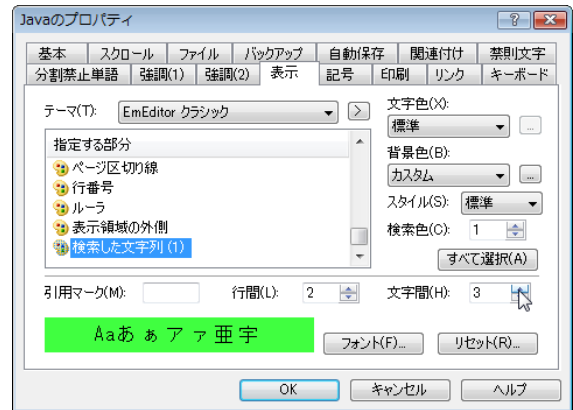 Javaのプロパティ
基本 スクロール ファイル バックアップ 自動保存 関連付け 禁則文字
分割禁止単語 強調(1) 強調(2) 表示 記号 印刷 リンク キーボード
テーマ(T): EmEditor クラシック >
文字色(X):
標準 ...
指定する部分
背景色(B):
ページ区切り線
カスタム ...
行番号
ルーラ
スタイル(S): 標準
表示領域の外側
検索した文字列 (1)
検索色(C): 1
すべて選択(A)
引用マーク(M): 行間(L): 2 文字間(H): 3
Aaあぁアァ亜宇
フォント(F)... リセット(R)...
OK キャンセル ヘルプ